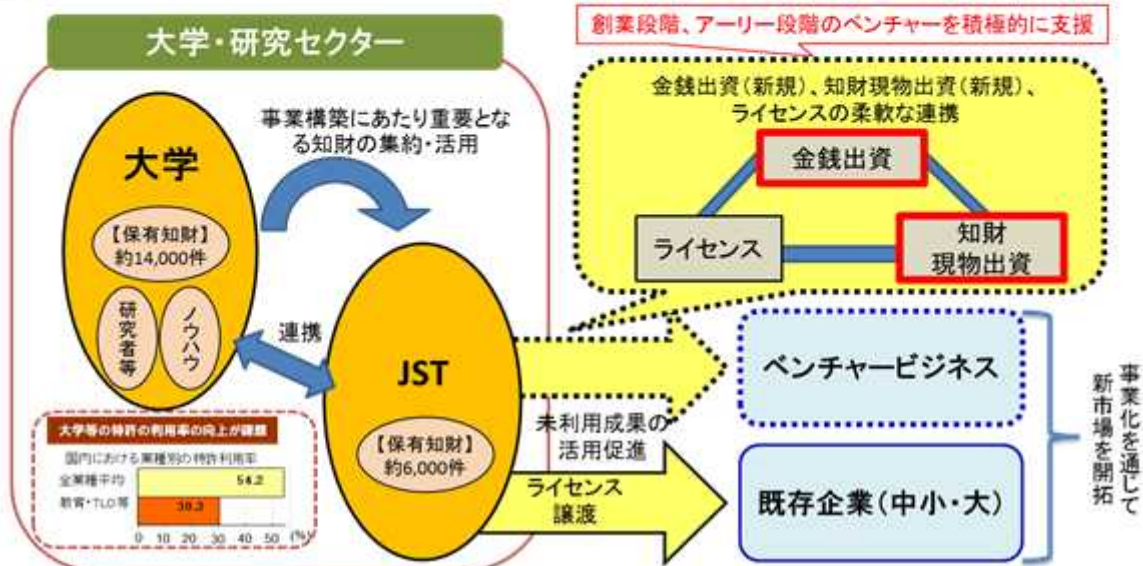 大学・研究セクター
創業段階、アーリー段階のベンチャーを積極的に支援
金銭出資(新規)、知財現物出資(新規)、
ライセンスの柔軟な連携
金銭出資
ライセンス
知財
現物出資
事業構築にあたり重要とな
る知財の集約・活用
大学
【保有知財】
約14,000件
研究者等
ノウハウ
連携
JST
【保有知財】
約6,000件
ベンチャービジネス
未利用成果の
活用促進
ライセンス
譲渡
既存企業(中小・大)
事業化を通じて
新市場を開拓
大学等の特許の利用率の向上が課題
国内における業種別の特許利用率
全業種平均
54.2
教育・TLO等
0 10 20 30 40 50 (%)